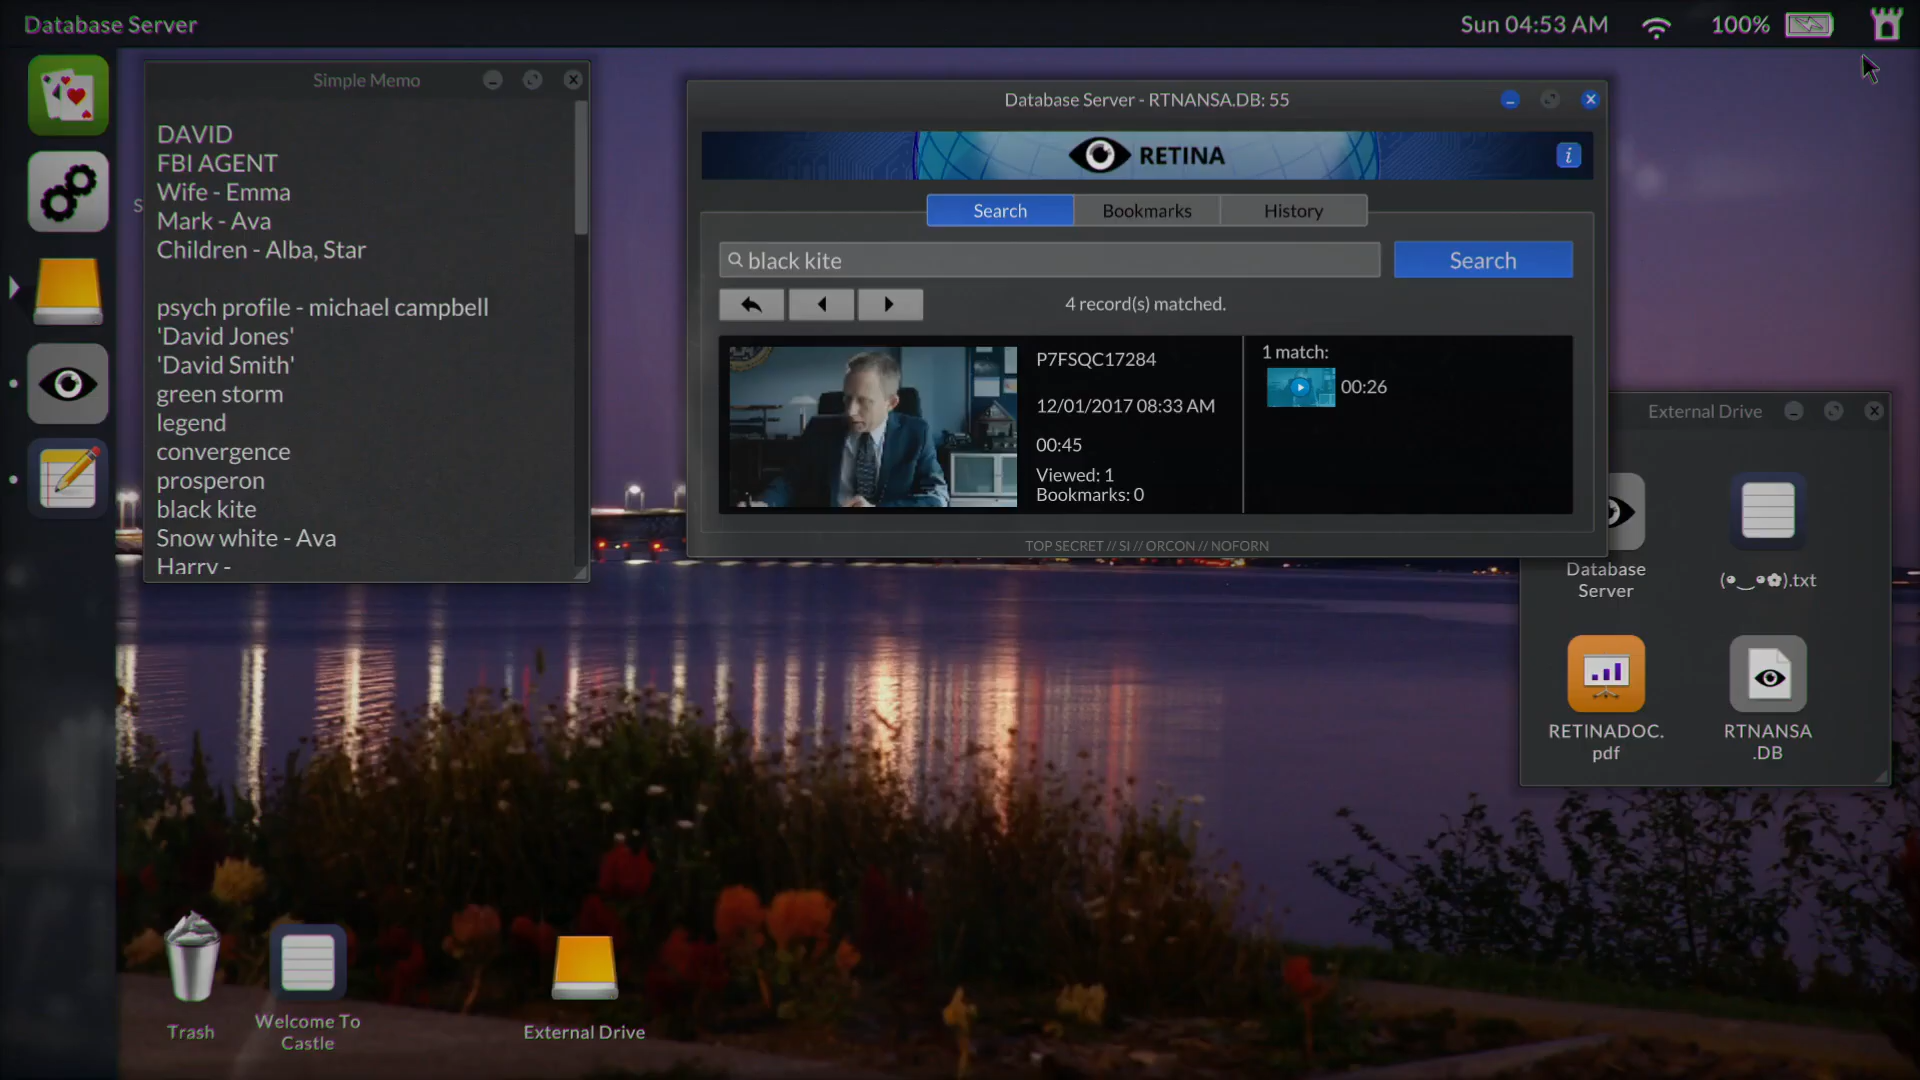 Database Server
Sun 04:53 AM
100%
Simple Memo
DAVID
FBI AGENT
Wife - Emma
Mark - Ava
Children - Alba, Star
psych profile - michael campbell
'David Jones'
'David Smith'
green storm
legend
convergence
prosperon
black kite
Snow white - Ava
Harry -
S
Database Server - RTNANSA.DB: 55
RETINA
i
Search
Bookmarks
History
black kite
Search
4 record(s) matched.
P7FSQC17284
12/01/2017 08:33 AM
00:45
Viewed: 1
Bookmarks: 0
1 match:
00:26
TOP SECRET // SI // ORCON // NOFORN
External Drive
Database
Server
(•‿•✿).txt
RETINADOC.
pdf
RTNANSA
.DB
Trash
Welcome To
Castle
External Drive